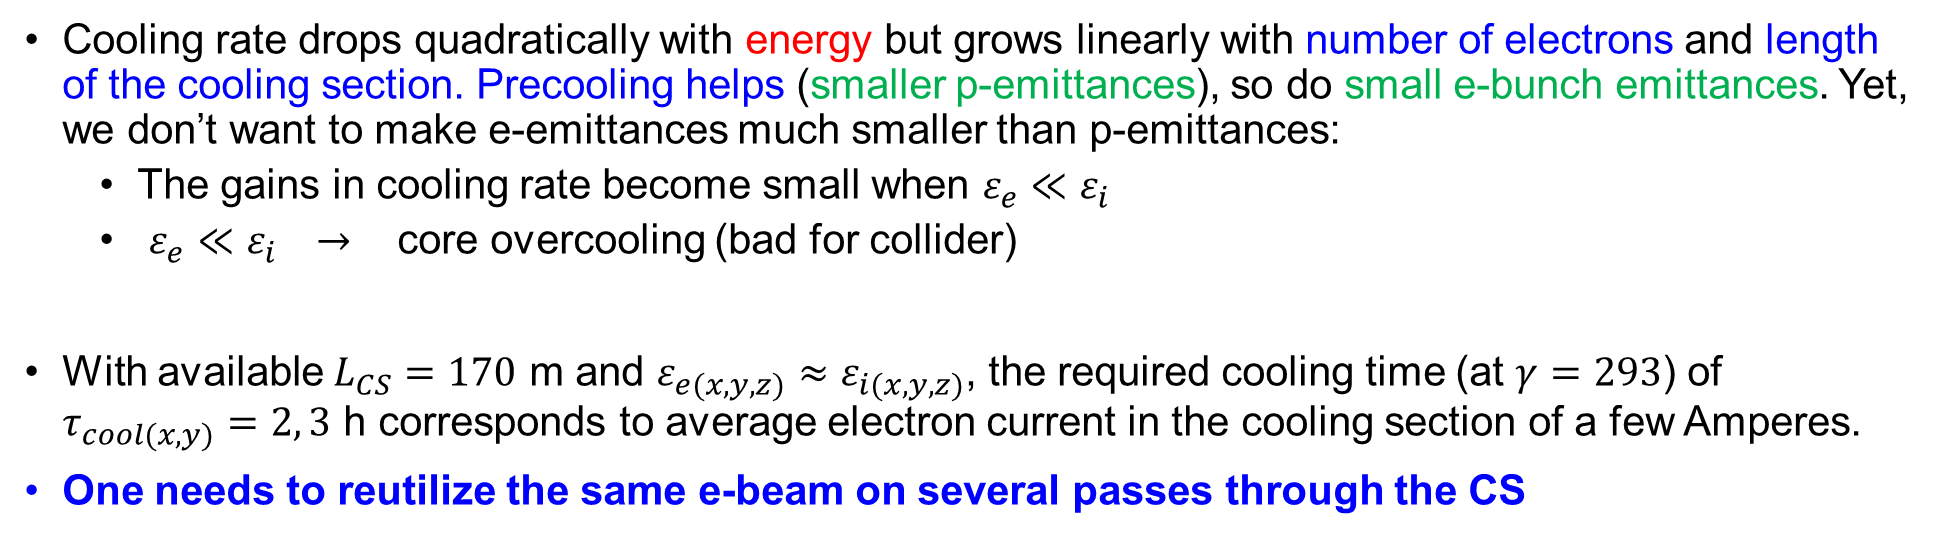 • Cooling rate drops quadratically with energy but grows linearly with number of electrons and length
of the cooling section. Precooling helps (smaller p-emittances), so do small e-bunch emittances. Yet,
we don’t want to make e-emittances much smaller than p-emittances:
• The gains in cooling rate become small when 𝜀𝑒 ≪ 𝜀𝑖
• 𝜀𝑒 ≪ 𝜀𝑖 → core overcooling (bad for collider)
• With available 𝐿𝐶𝑆 = 170 m and 𝜀𝑒(𝑥,𝑦,𝑧) ≈ 𝜀𝑖(𝑥,𝑦,𝑧), the required cooling time (at 𝛾 = 293) of
𝜏𝑐𝑜𝑜𝑙(𝑥,𝑦) = 2, 3 h corresponds to average electron current in the cooling section of a few Amperes.
• One needs to reutilize the same e-beam on several passes through the CS